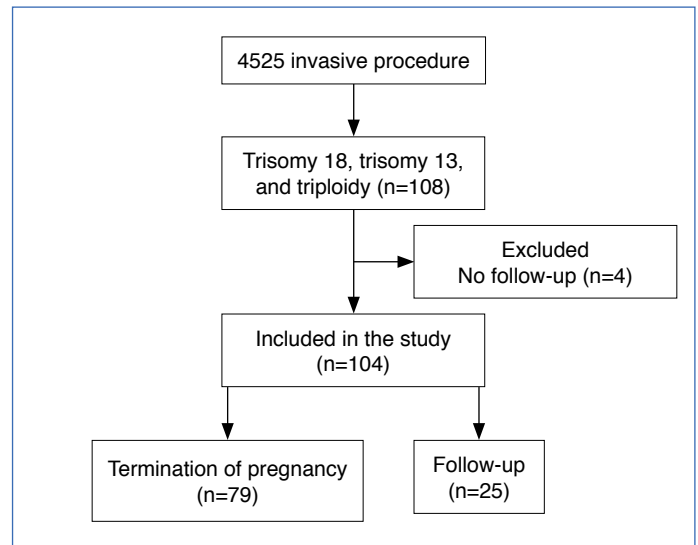 4525 invasive procedure
Trisomy 18, trisomy 13,
and triploidy (n=108)
Excluded
No follow-up (n=4)
Included in the study
(n=104)
Termination of pregnancy
(n=79)
Follow-up
(n=25)